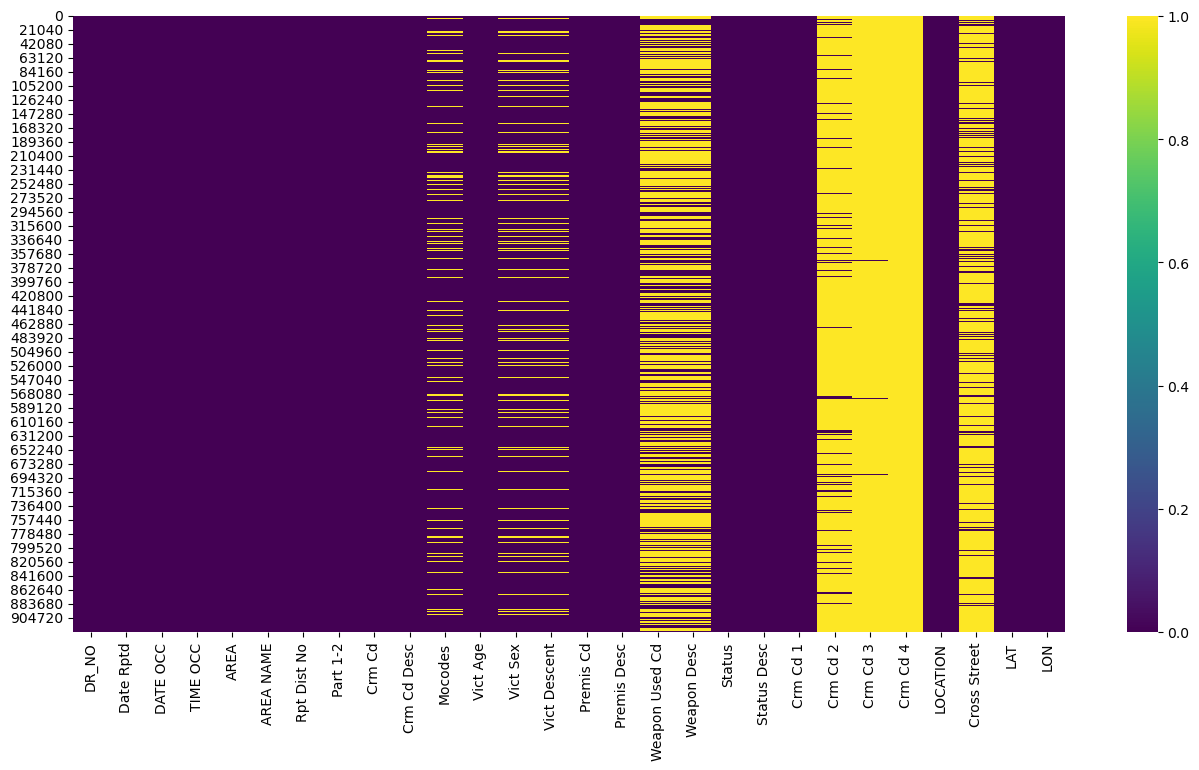 0
21040
42080
63120
84160
105200
126240
147280
168320
189360
210400
231440
252480
273520
294560
315600
336640
357680
378720
399760
420800
441840
462880
483920
504960
526000
547040
568080
589120
610160
631200
652240
673280
694320
715360
736400
757440
778480
799520
820560
841600
862640
883680
904720
DR_NO
Date Rptd
DATE OCC
TIME OCC
AREA
AREA NAME
Rpt Dist No
Part 1-2
Crm Cd
Crm Cd Desc
Mocodes
Vict Age
Vict Sex
Vict Descent
Premis Cd
Premis Desc
Weapon Used Cd
Weapon Desc
Status
Status Desc
Crm Cd 1
Crm Cd 2
Crm Cd 3
Crm Cd 4
LOCATION
Cross Street
LAT
LON
1.0
0.8
0.6
0.4
0.2
0.0